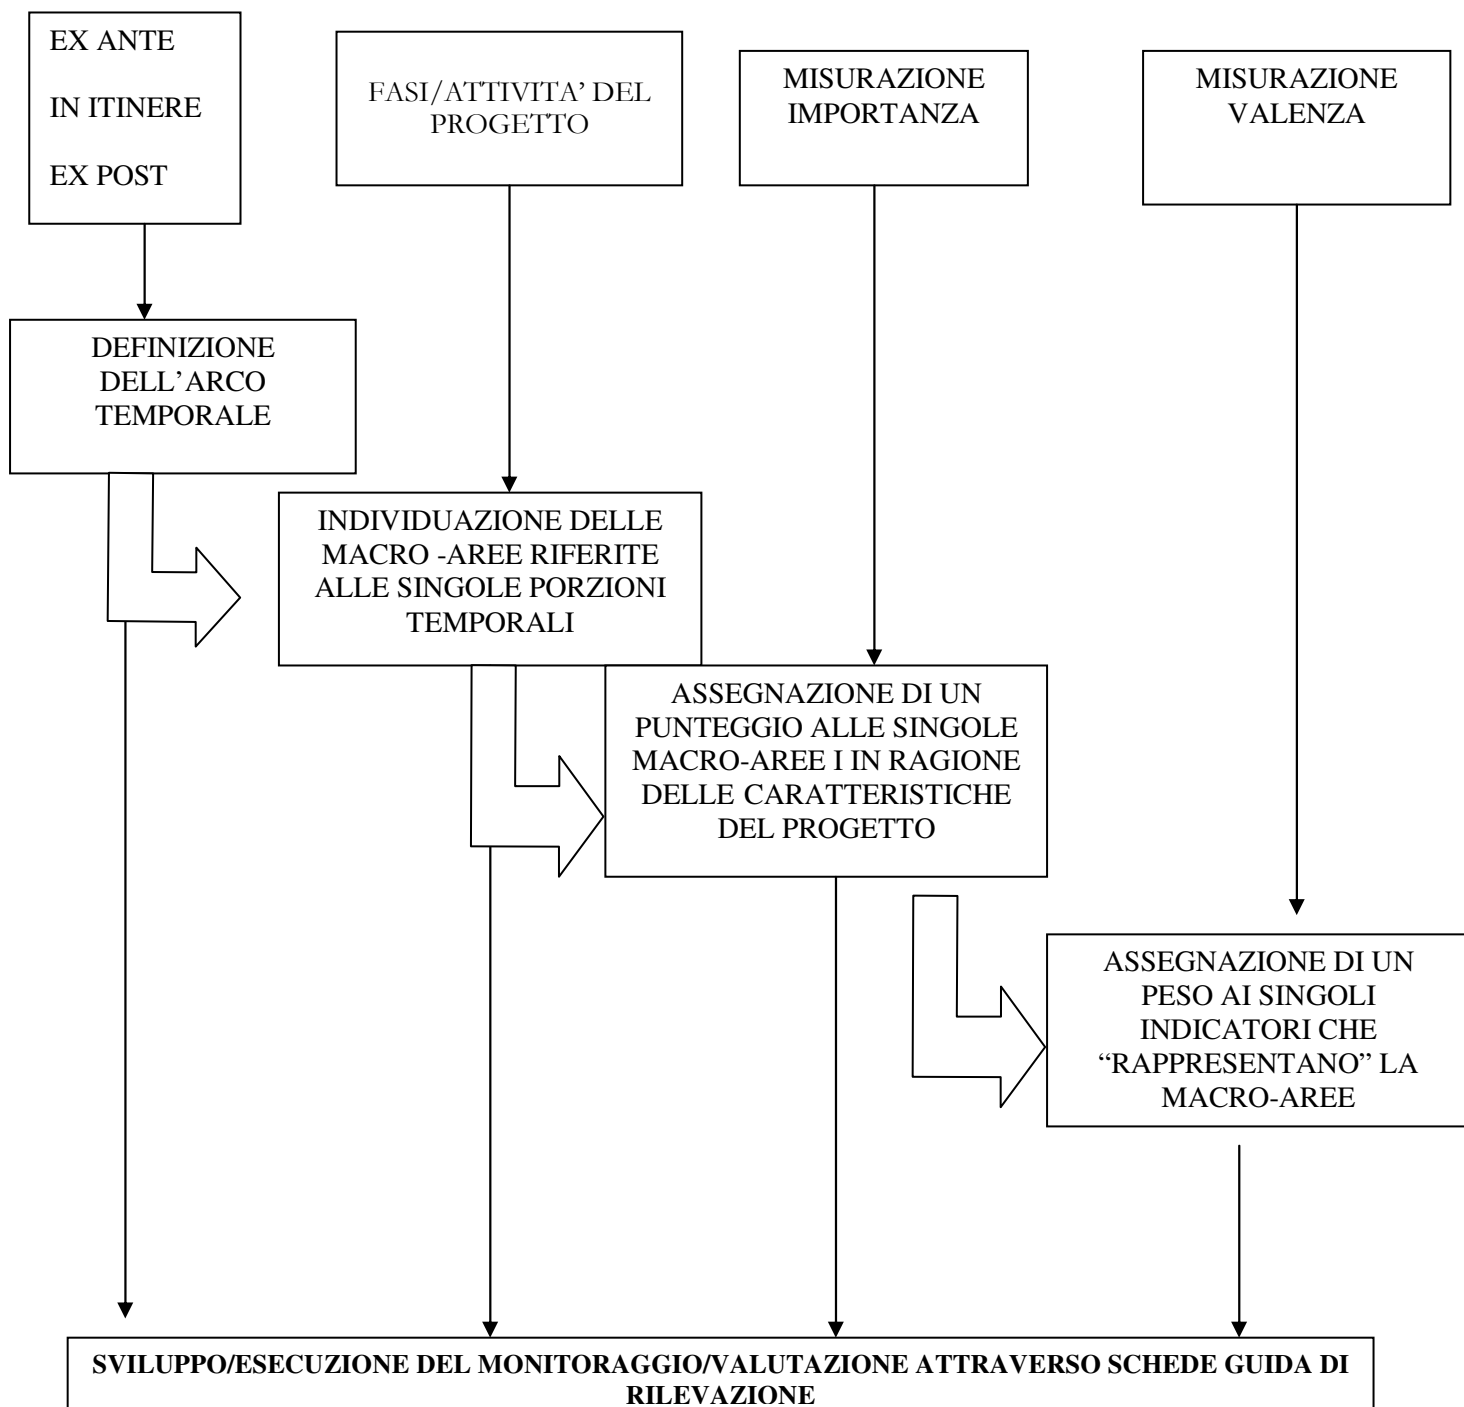 EX ANTE
IN ITINERE
EX POST
FASI/ATTIVITA’ DEL
PROGETTO
MISURAZIONE
IMPORTANZA
MISURAZIONE
VALENZA
DEFINIZIONE
DELL’ARCO
TEMPORALE
INDIVIDUAZIONE DELLE
MACRO -AREE RIFERITE
ALLE SINGOLE PORZIONI
TEMPORALI
ASSEGNAZIONE DI UN
PUNTEGGIO ALLE SINGOLE
MACRO-AREE I IN RAGIONE
DELLE CARATTERISTICHE
DEL PROGETTO
ASSEGNAZIONE DI UN
PESO AI SINGOLI
INDICATORI CHE
“RAPPRESENTANO” LA
MACRO-AREE
SVILUPPO/ESECUZIONE DEL MONITORAGGIO/VALUTAZIONE ATTRAVERSO SCHEDE GUIDA DI
RILEVAZIONE